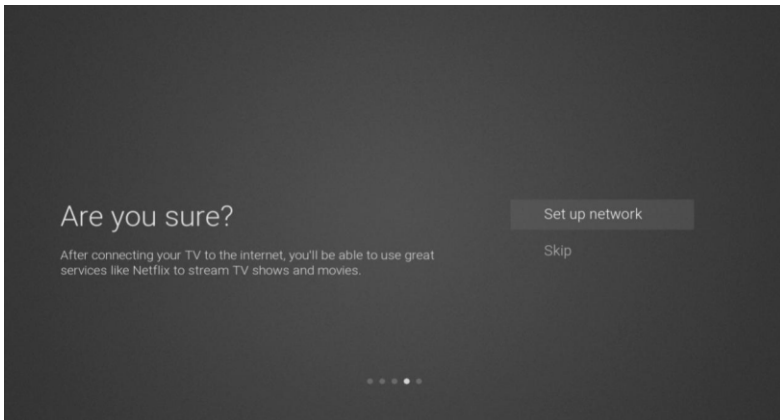 Are you sure?
After connecting your TV to the internet, you'll be able to use great
services like Netflix to stream TV shows and movies.
Set up network
Skip